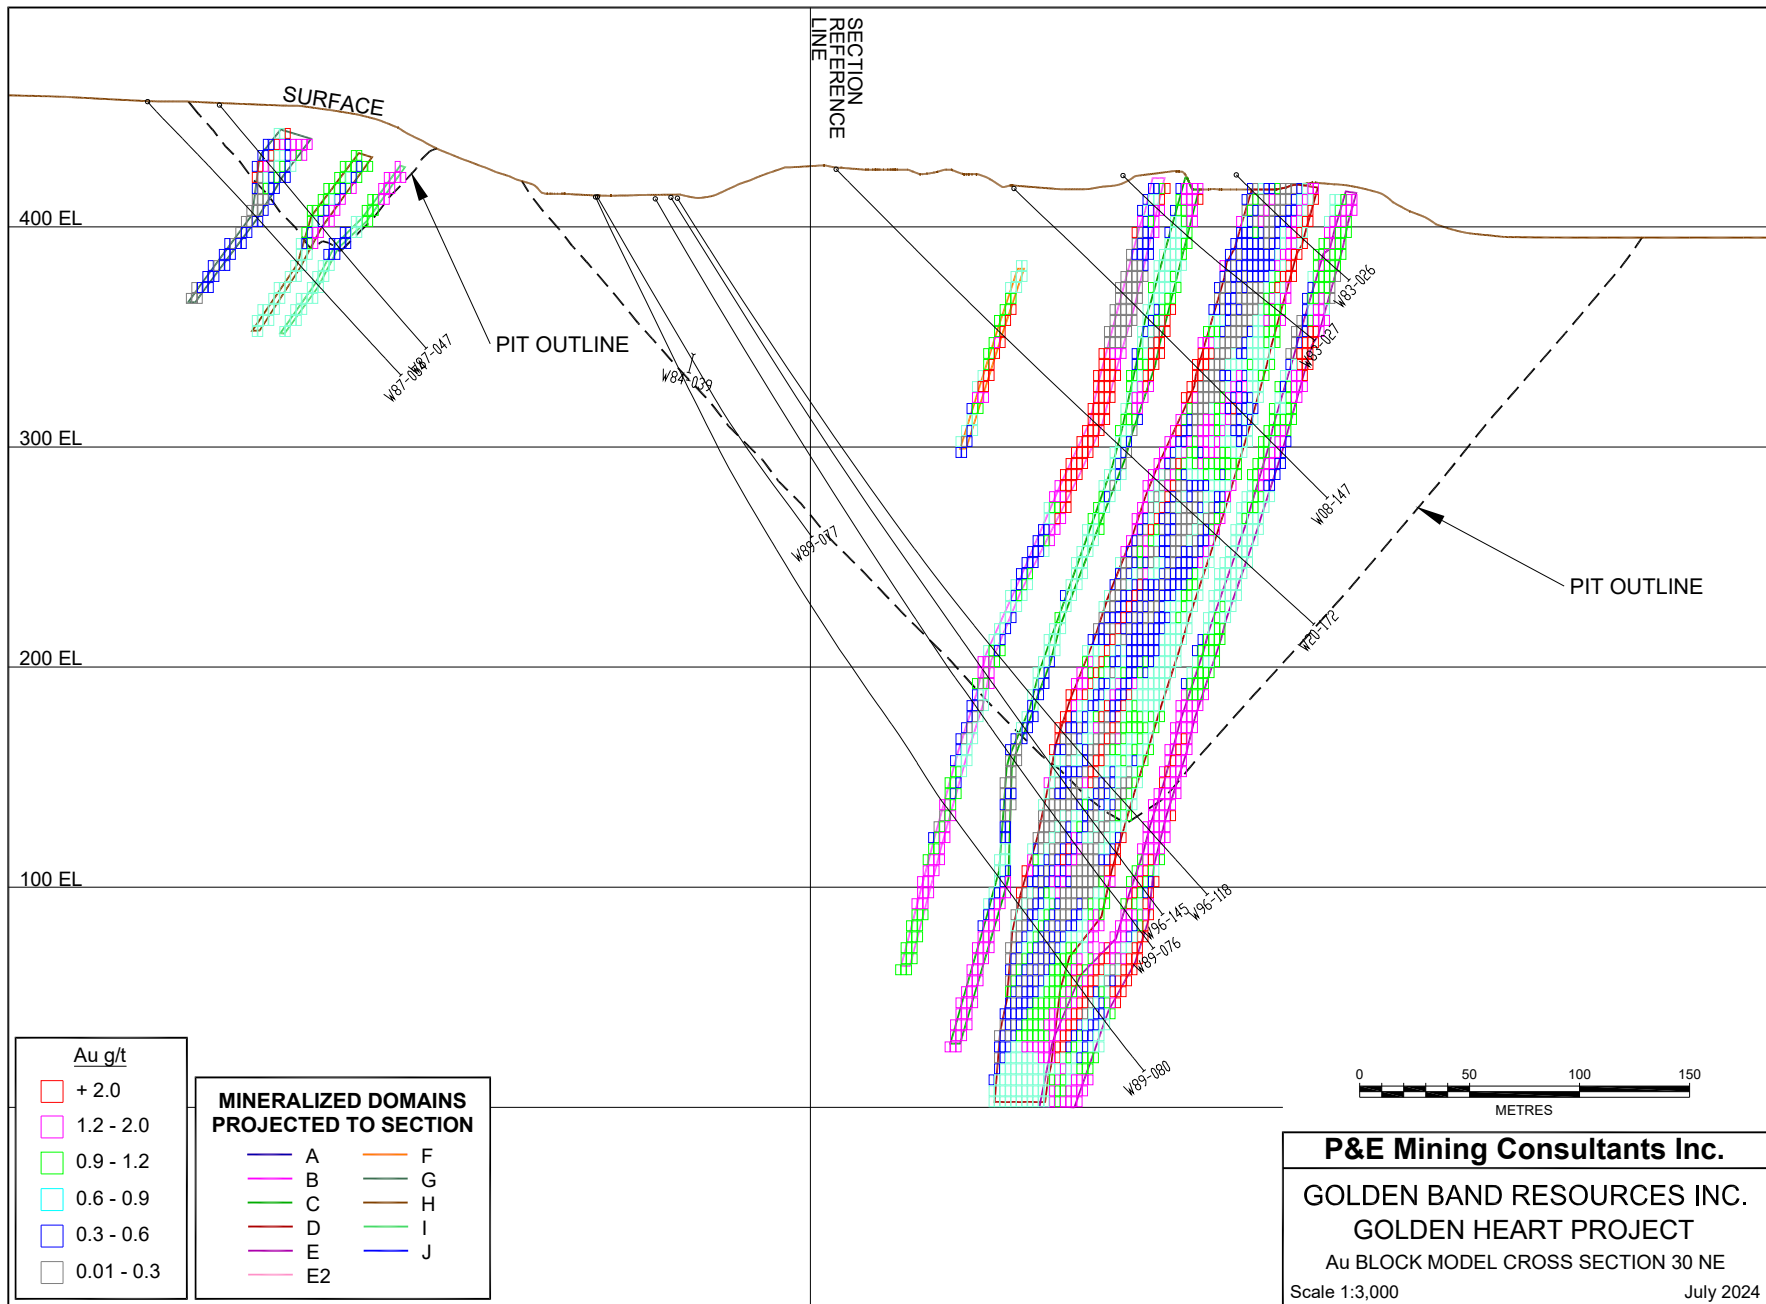 SECTION
REFERENCE
LINE
SURFACE
400 EL
300 EL
200 EL
100 EL
PIT OUTLINE
PIT OUTLINE
W87-047
W84-039
W89-077
W83-026
W83-027
W08-147
W20-172
W96-118
W96-145
W89-076
W89-080
Au g/t
+ 2.0
1.2 - 2.0
0.9 - 1.2
0.6 - 0.9
0.3 - 0.6
0.01 - 0.3
MINERALIZED DOMAINS
PROJECTED TO SECTION
A
B
C
D
E
E2
F
G
H
I
J
0 50 100 150
METRES
P&E Mining Consultants Inc.
GOLDEN BAND RESOURCES INC.
GOLDEN HEART PROJECT
Au BLOCK MODEL CROSS SECTION 30 NE
Scale 1:3,000 July 2024